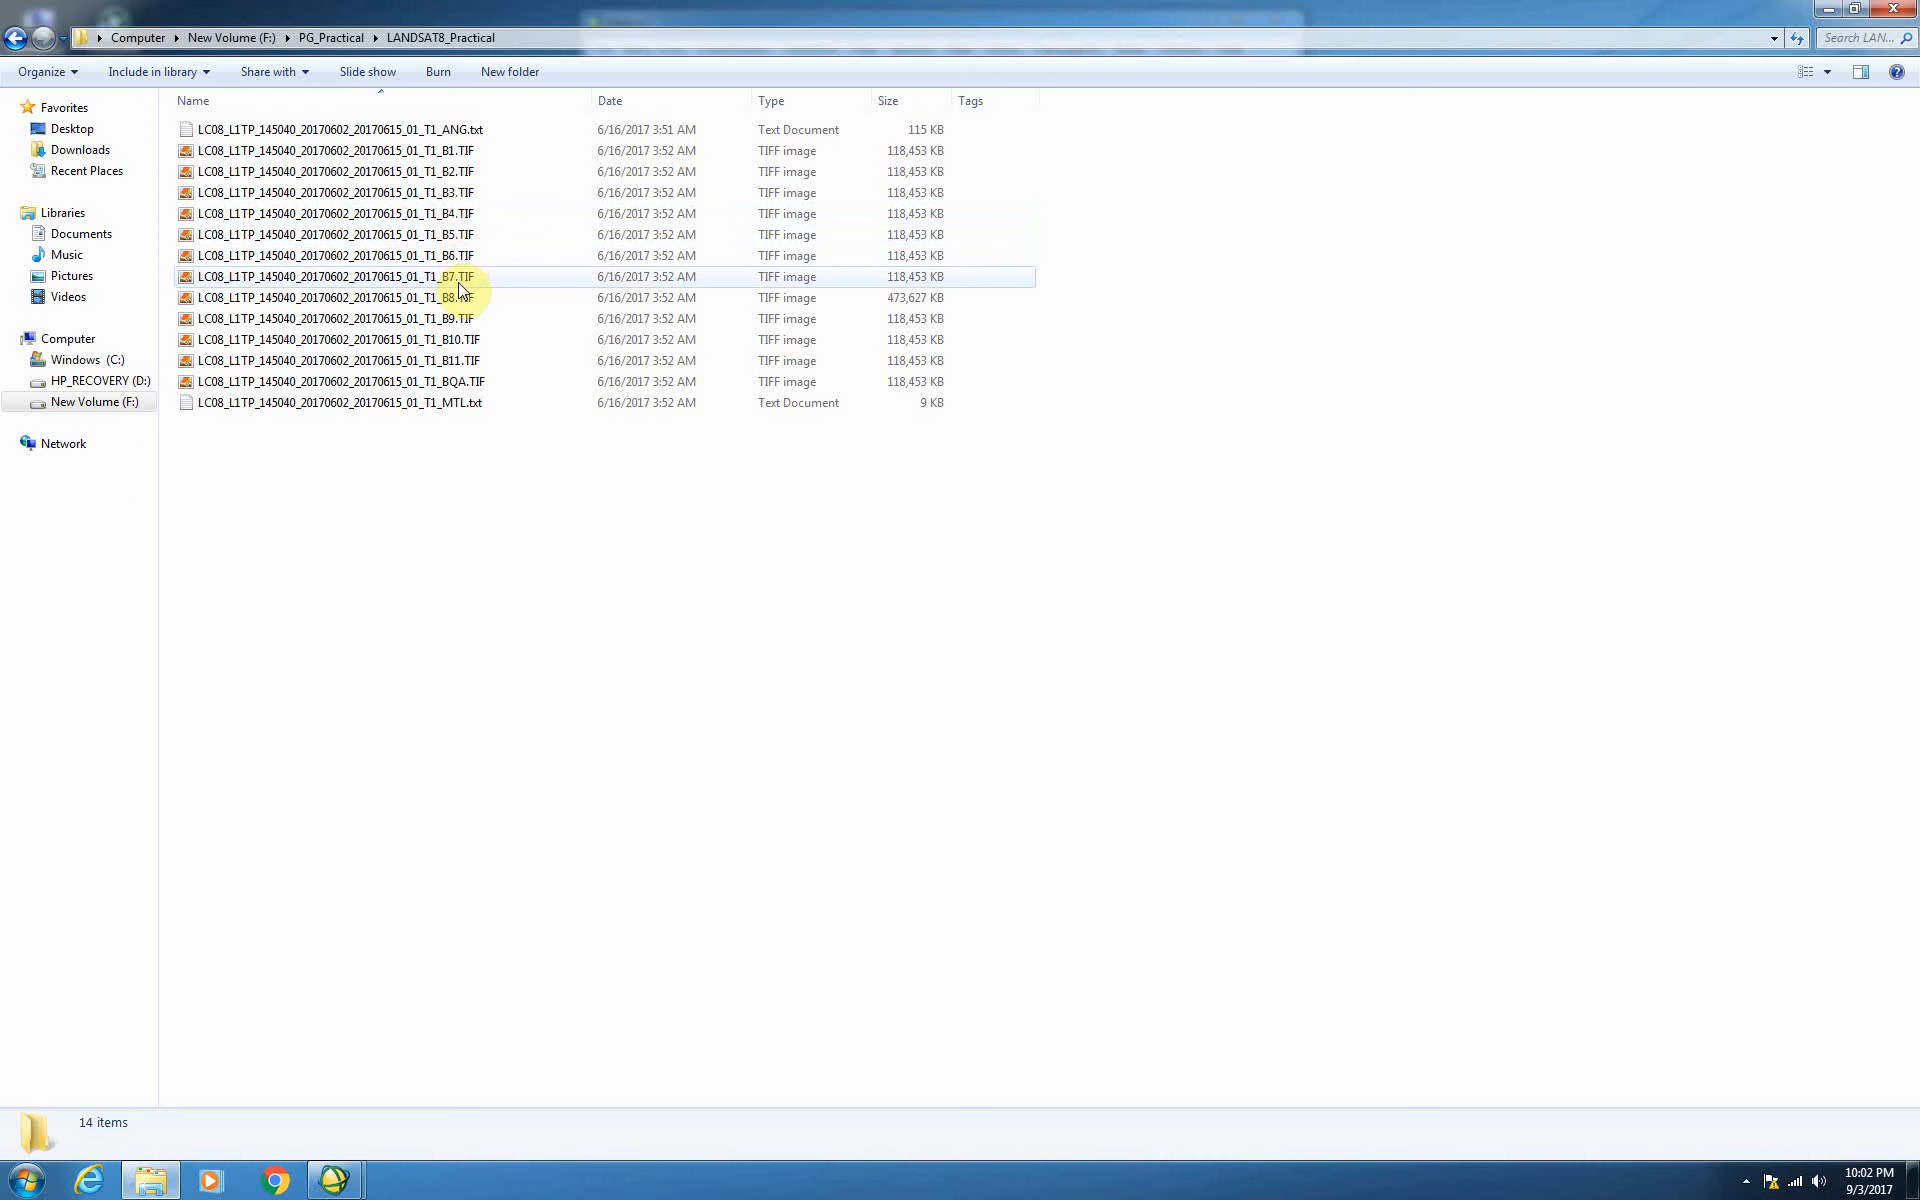 Computer New Volume (F:) PG_Practical LANDSAT8_Practical Search LAN...
Organize Include in library Share with Slide show Burn New folder
Favorites
Desktop
Downloads
Recent Places
Libraries
Documents
Music
Pictures
Videos
Computer
Windows (C:)
HP_RECOVERY (D:)
New Volume (F:)
Network
Name Date Type Size Tags
LC08_L1TP_145040_20170602_20170615_01_T1_ANG.txt 6/16/2017 3:51 AM Text Document 115 KB
LC08_L1TP_145040_20170602_20170615_01_T1_B1.TIF 6/16/2017 3:52 AM TIFF image 118,453 KB
LC08_L1TP_145040_20170602_20170615_01_T1_B2.TIF 6/16/2017 3:52 AM TIFF image 118,453 KB
LC08_L1TP_145040_20170602_20170615_01_T1_B3.TIF 6/16/2017 3:52 AM TIFF image 118,453 KB
LC08_L1TP_145040_20170602_20170615_01_T1_B4.TIF 6/16/2017 3:52 AM TIFF image 118,453 KB
LC08_L1TP_145040_20170602_20170615_01_T1_B5.TIF 6/16/2017 3:52 AM TIFF image 118,453 KB
LC08_L1TP_145040_20170602_20170615_01_T1_B6.TIF 6/16/2017 3:52 AM TIFF image 118,453 KB
LC08_L1TP_145040_20170602_20170615_01_T1_B7.TIF 6/16/2017 3:52 AM TIFF image 118,453 KB
LC08_L1TP_145040_20170602_20170615_01_T1_B8.TIF 6/16/2017 3:52 AM TIFF image 473,627 KB
LC08_L1TP_145040_20170602_20170615_01_T1_B9.TIF 6/16/2017 3:52 AM TIFF image 118,453 KB
LC08_L1TP_145040_20170602_20170615_01_T1_B10.TIF 6/16/2017 3:52 AM TIFF image 118,453 KB
LC08_L1TP_145040_20170602_20170615_01_T1_B11.TIF 6/16/2017 3:52 AM TIFF image 118,453 KB
LC08_L1TP_145040_20170602_20170615_01_T1_BQA.TIF 6/16/2017 3:52 AM TIFF image 118,453 KB
LC08_L1TP_145040_20170602_20170615_01_T1_MTL.txt 6/16/2017 3:52 AM Text Document 9 KB
14 items
10:02 PM
9/3/2017